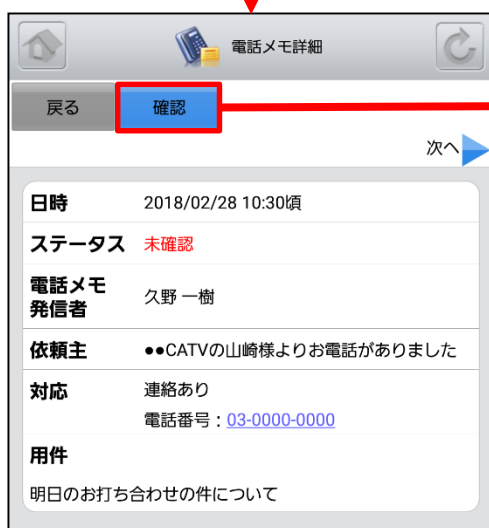 電話メモ詳細
戻る 確認
次へ
日時 2018/02/28 10:30頃
ステータス 未確認
電話メモ
発信者 久野 一樹
依頼主 ●●CATVの山崎様よりお電話がありました
対応 連絡あり
電話番号：03-0000-0000
用件
明日のお打ち合わせの件について